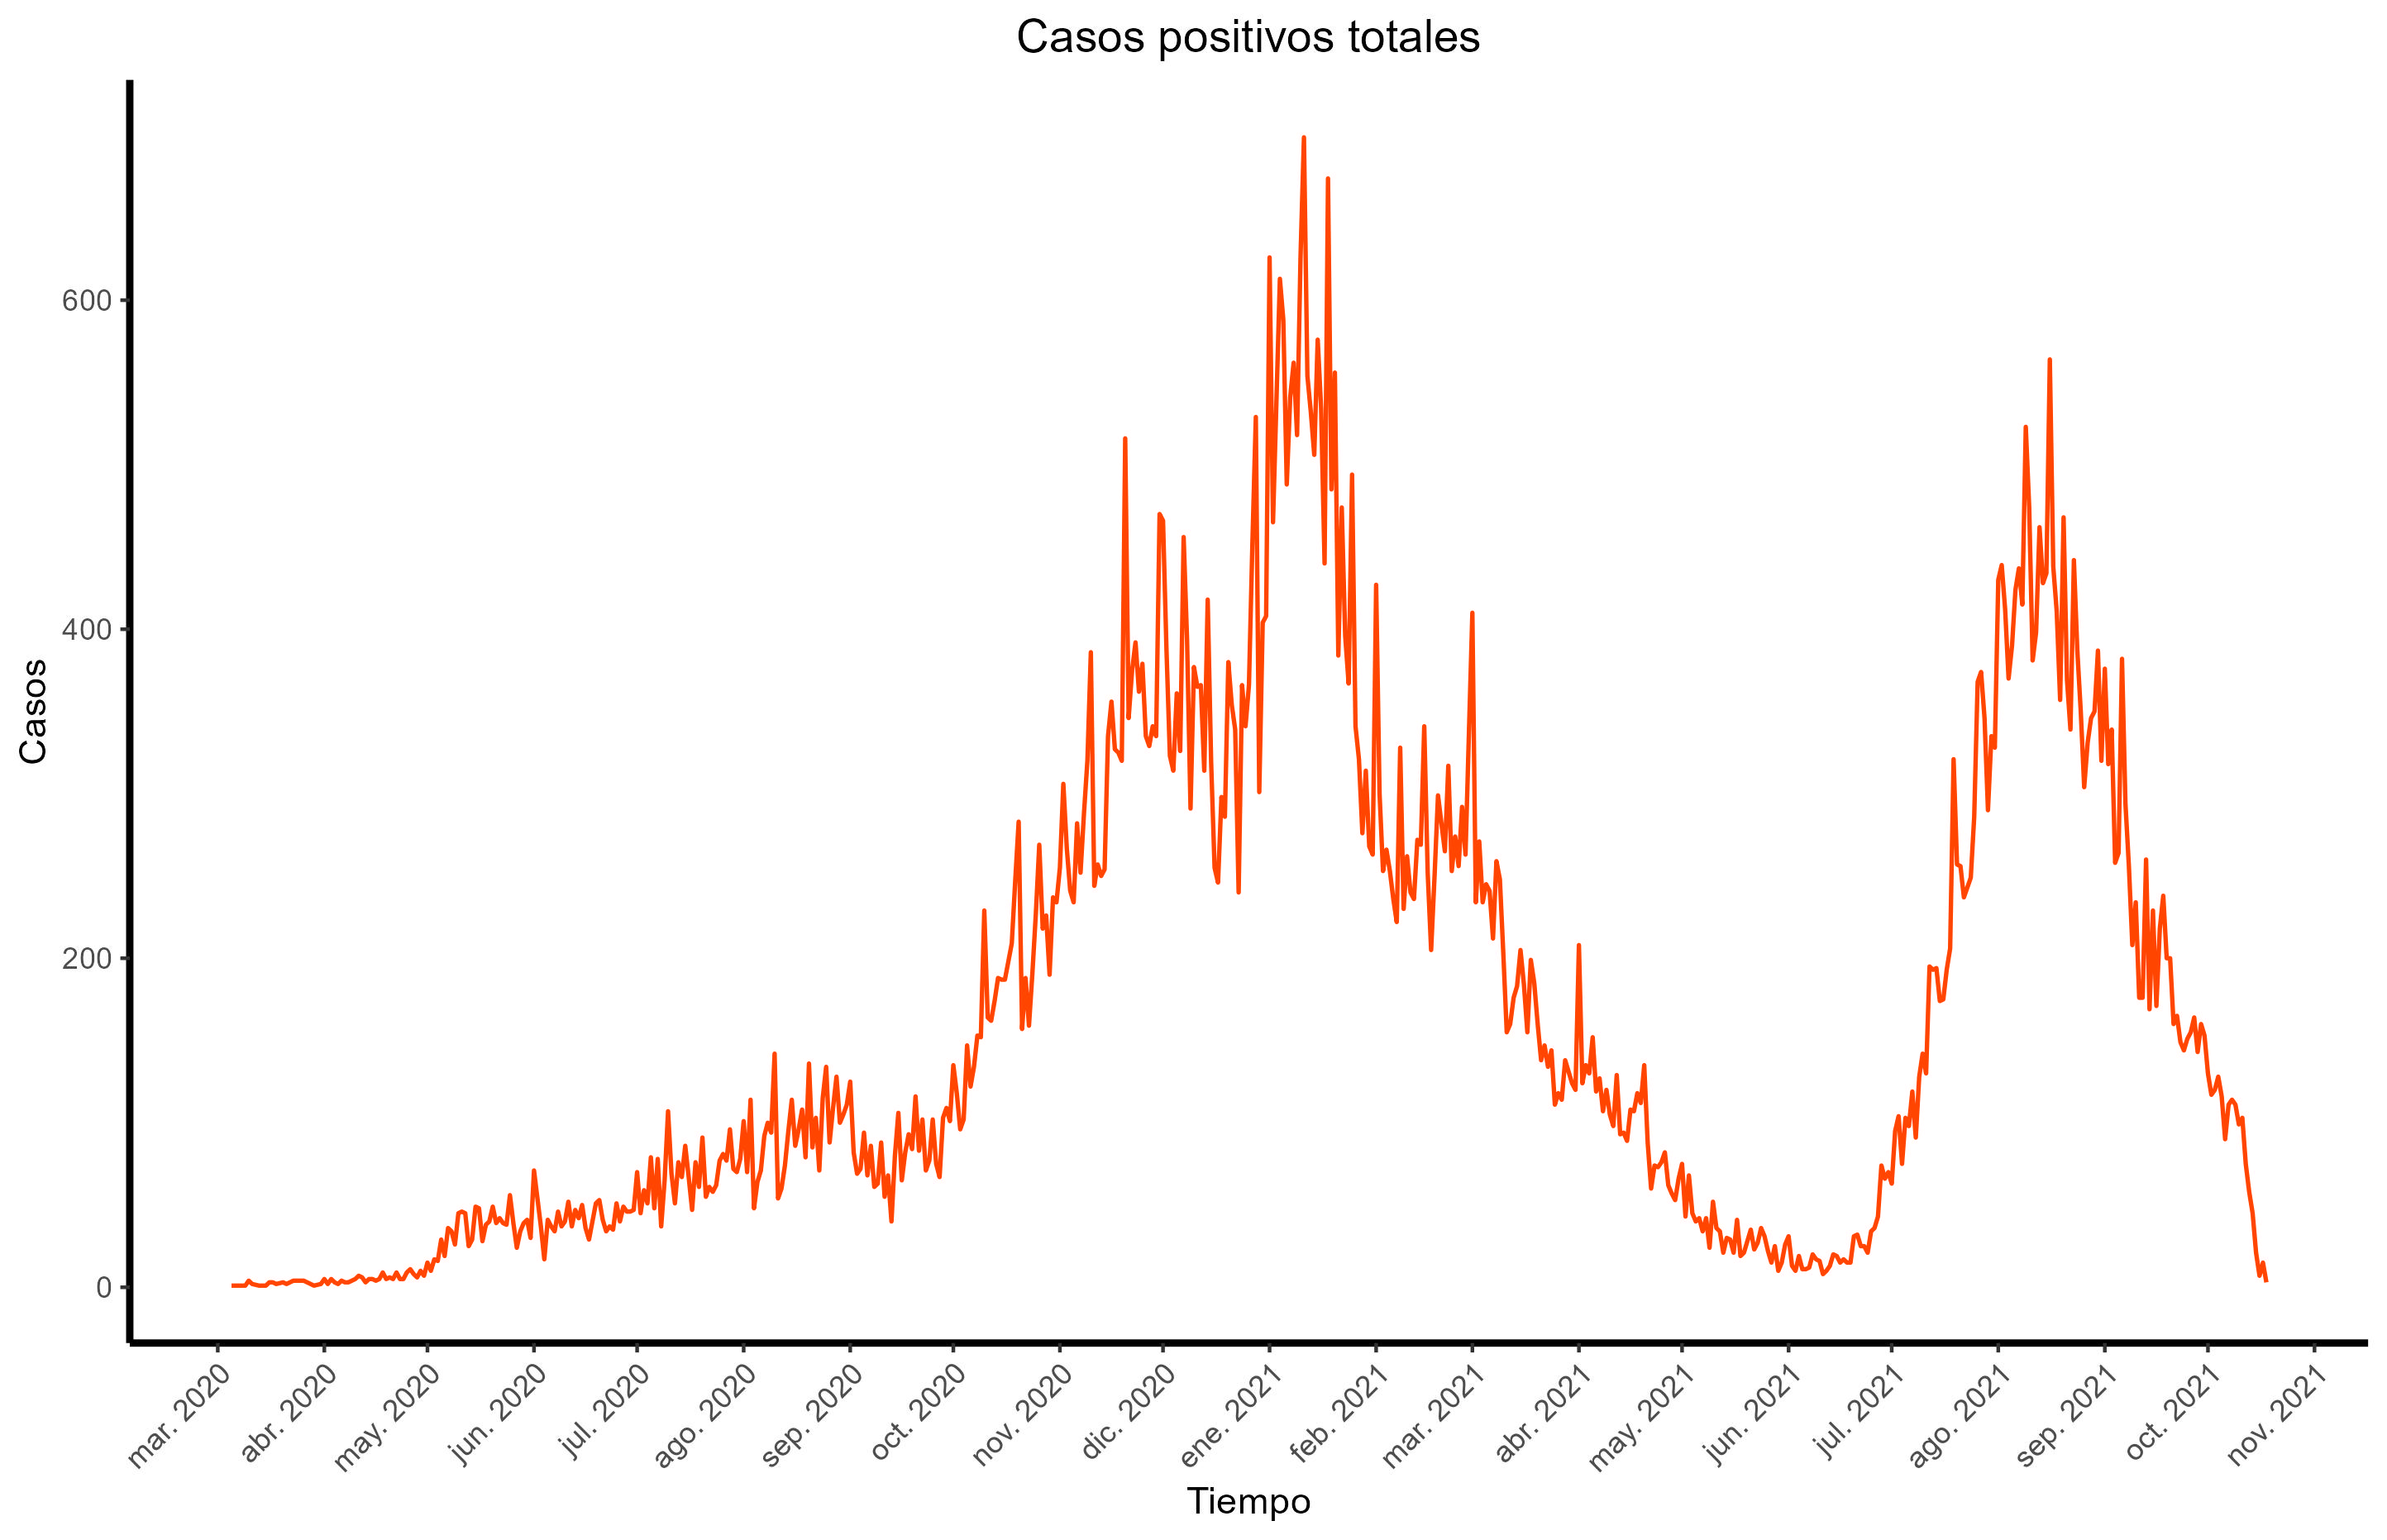 Casos positivos totales
Casos
600
400
200
0
mar. 2020
abr. 2020
may. 2020
jun. 2020
jul. 2020
ago. 2020
sep. 2020
oct. 2020
nov. 2020
dic. 2020
ene. 2021
feb. 2021
mar. 2021
abr. 2021
may. 2021
jun. 2021
jul. 2021
ago. 2021
sep. 2021
oct. 2021
nov. 2021
Tiempo